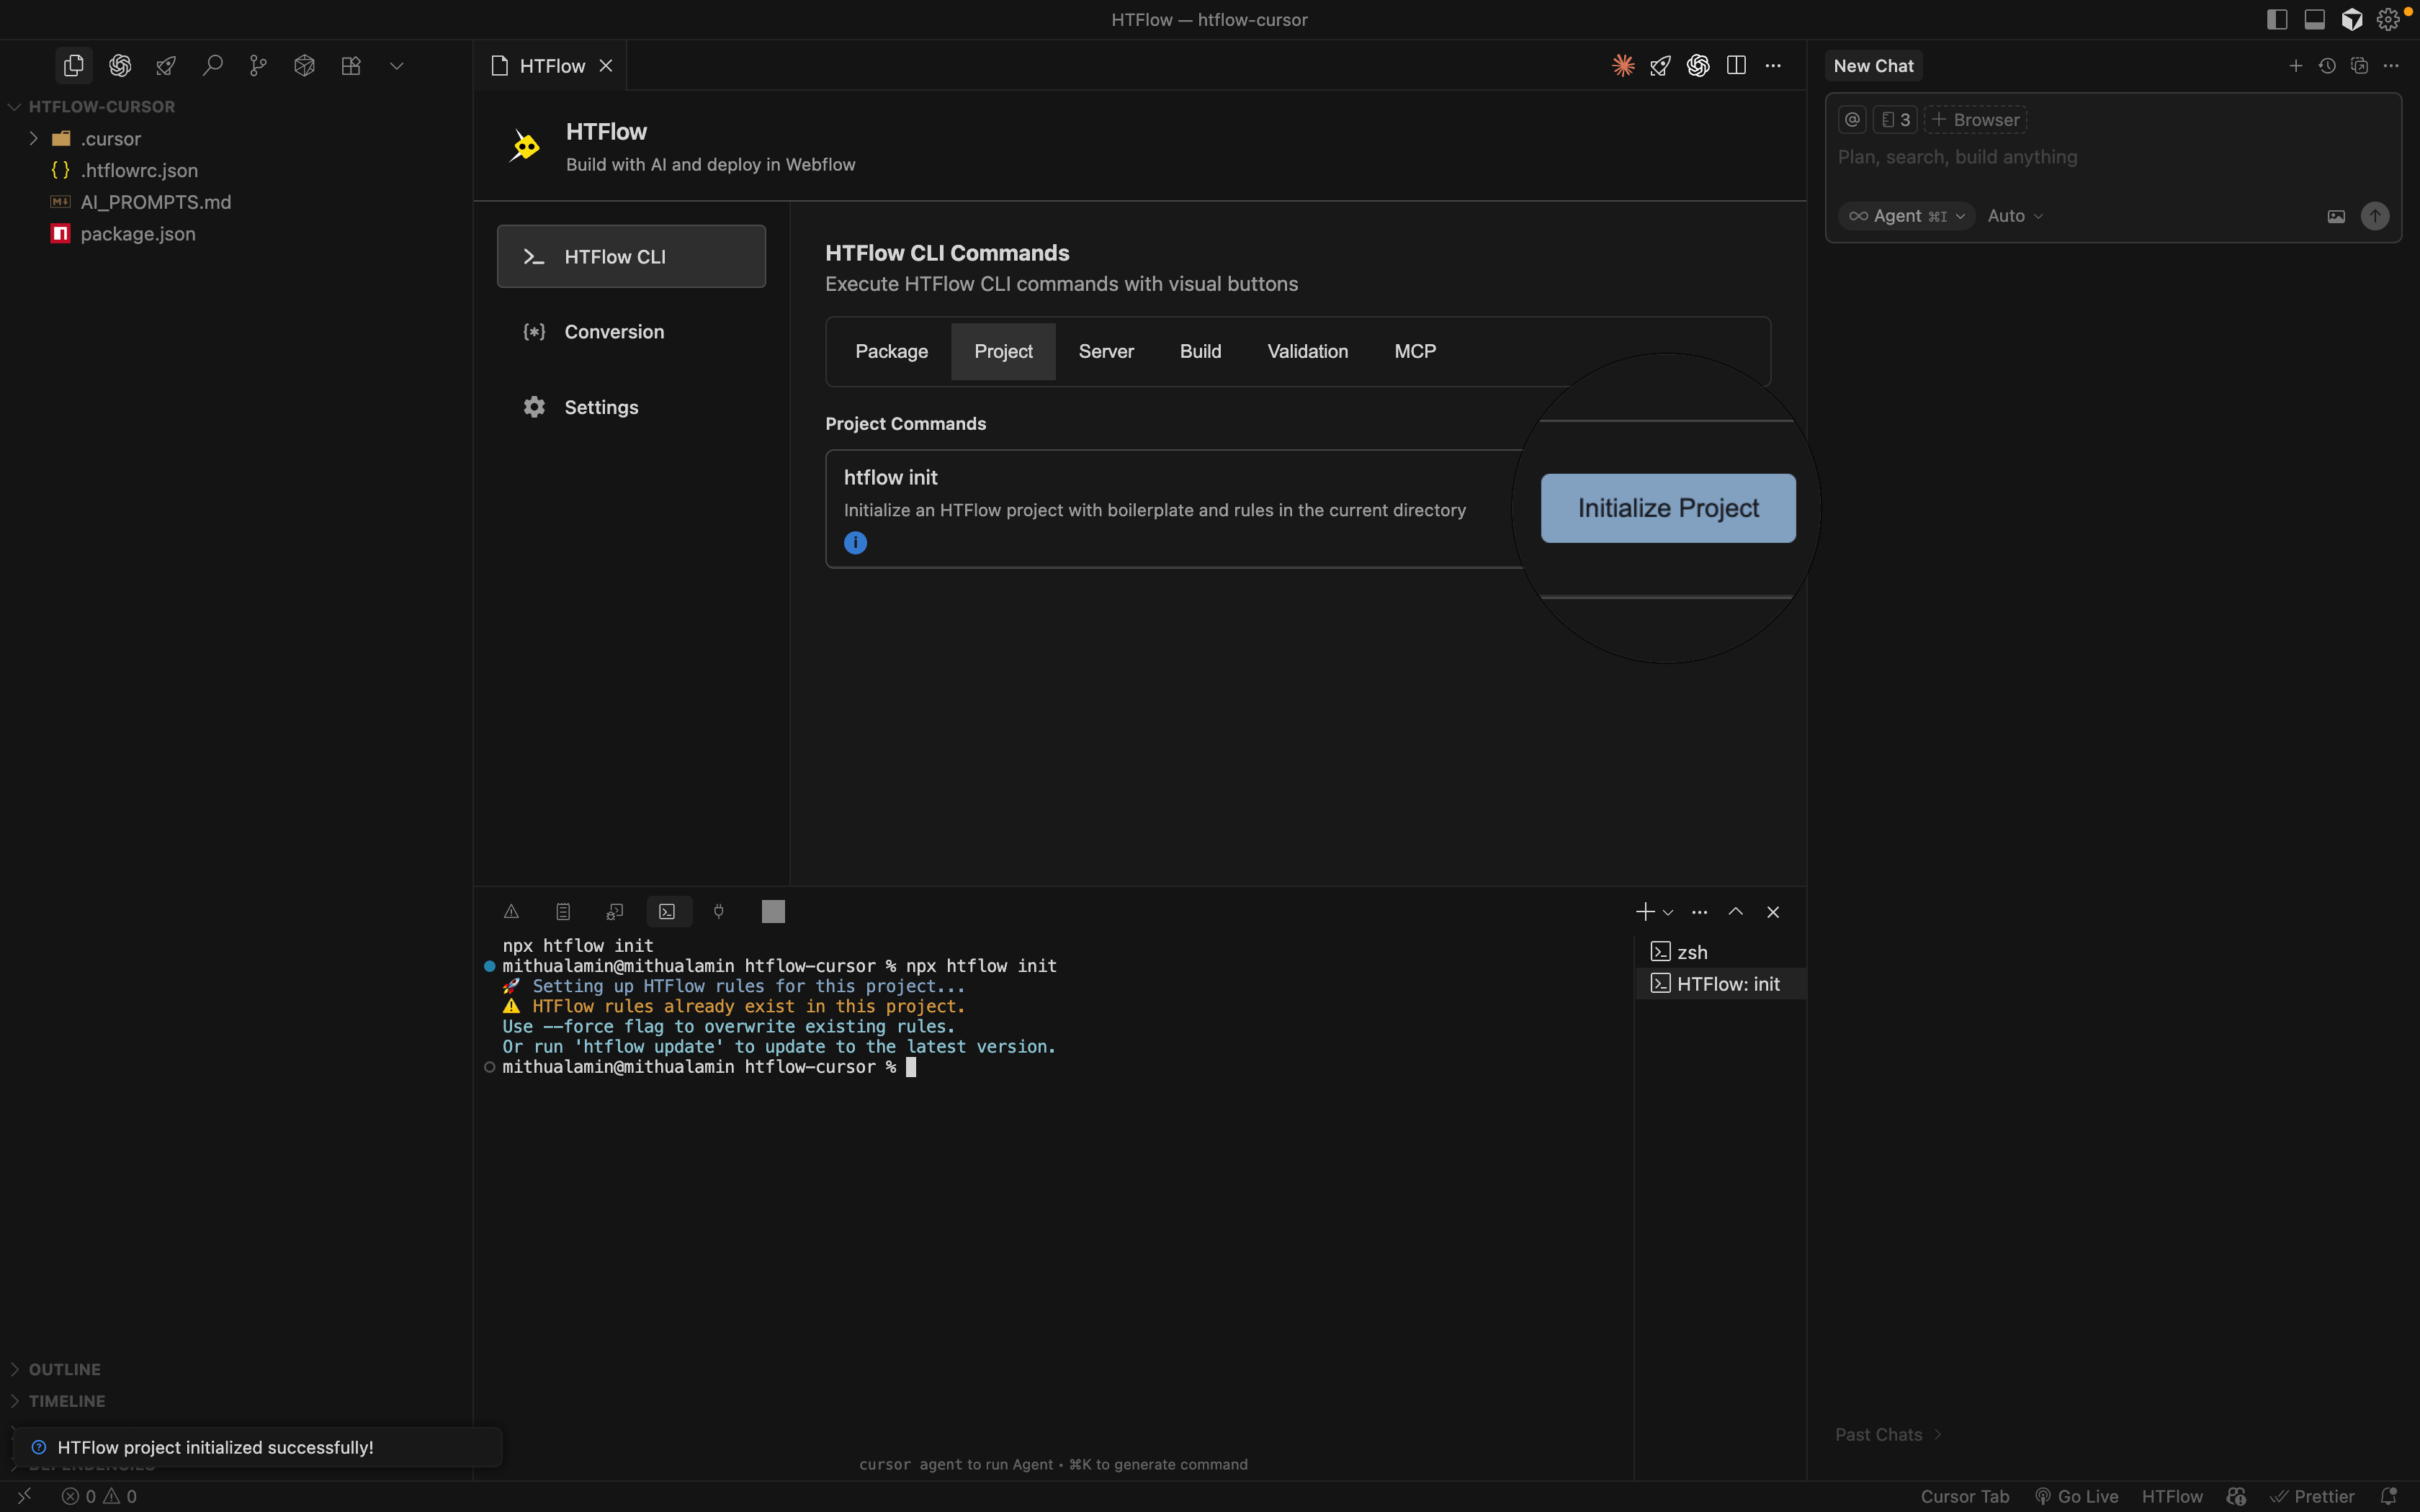 HTFlow — htflow-cursor
HTFlow
New Chat
HTFLOW-CURSOR
.cursor
{ } .htflowrc.json
M↓ AI_PROMPTS.md
package.json
HTFlow
Build with AI and deploy in Webflow
HTFlow CLI
Conversion
Settings
HTFlow CLI Commands
Execute HTFlow CLI commands with visual buttons
Package Project Server Build Validation MCP
Project Commands
htflow init
Initialize an HTFlow project with boilerplate and rules in the current directory
i
Initialize Project
@ 3 + Browser
Plan, search, build anything
Agent ⌘I Auto
npx htflow init
mithualamin@mithualamin htflow-cursor % npx htflow init
🚀 Setting up HTFlow rules for this project...
⚠️ HTFlow rules already exist in this project.
Use --force flag to overwrite existing rules.
Or run 'htflow update' to update to the latest version.
mithualamin@mithualamin htflow-cursor %
zsh
HTFlow: init
cursor agent to run Agent • ⌘K to generate command
OUTLINE
TIMELINE
HTFlow project initialized successfully!
Past Chats
0 0
Cursor Tab Go Live HTFlow Prettier